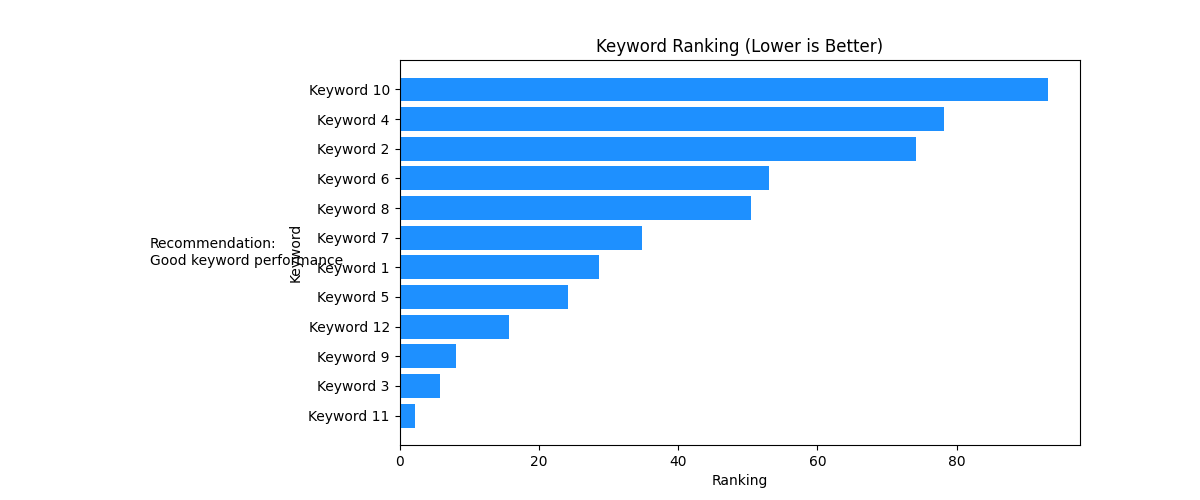 Keyword Ranking (Lower is Better)
Keyword 10
Keyword 4
Keyword 2
Keyword 6
Keyword 8
Keyword 7
Keyword 1
Keyword 5
Keyword 12
Keyword 9
Keyword 3
Keyword 11
Keyword
Recommendation:
Good keyword performance
0 20 40 60 80
Ranking